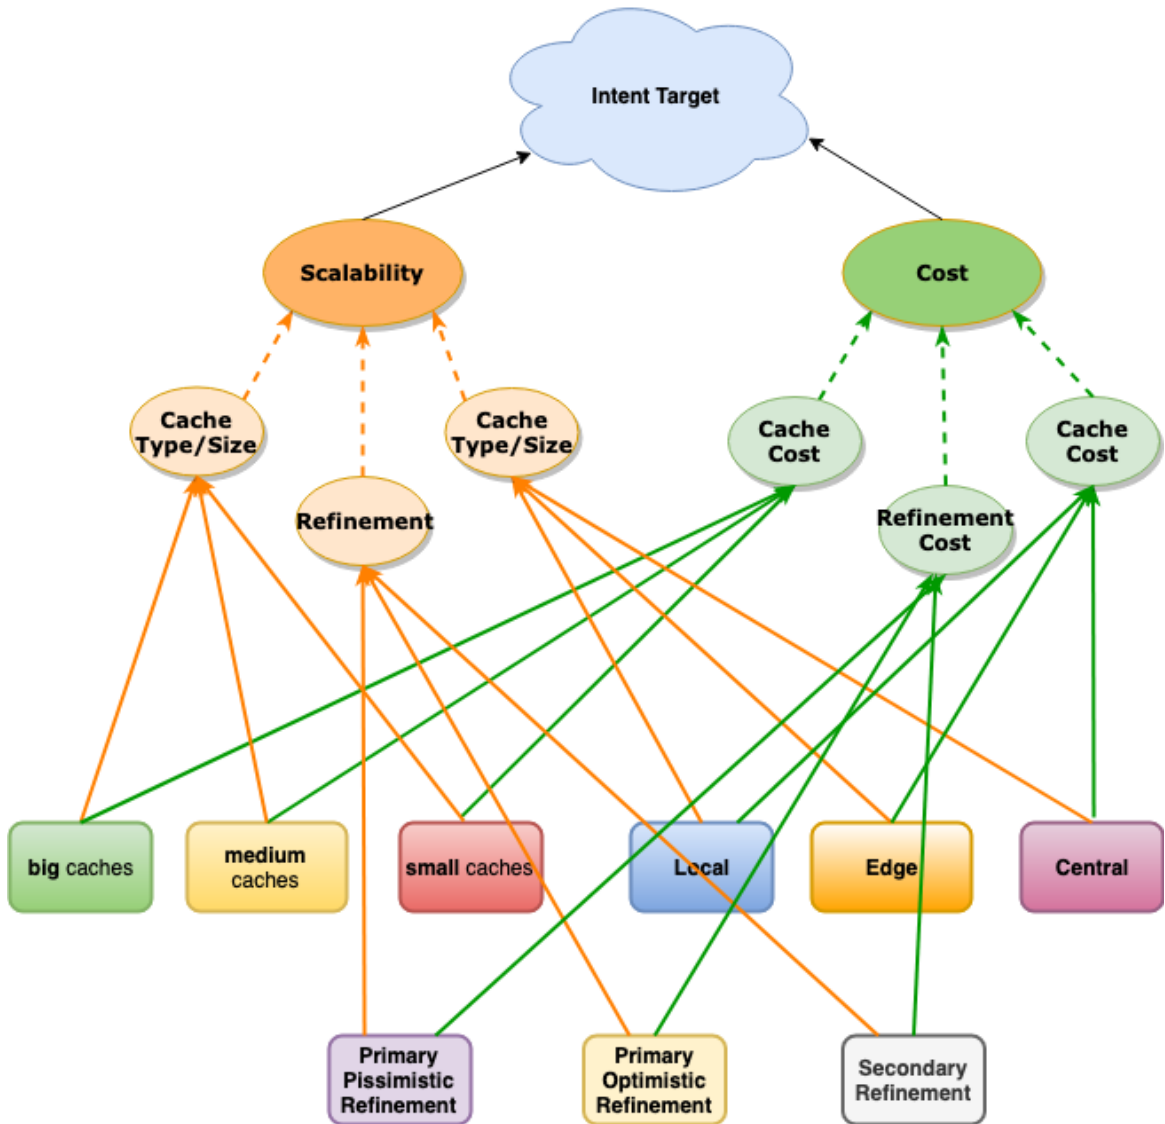 Intent Target
Scalability
Cost
Cache
Type/Size
Cache
Type/Size
Cache
Cost
Cache
Cost
Refinement
Refinement
Cost
big caches
medium
caches
small caches
Local
Edge
Central
Primary
Pissimistic
Refinement
Primary
Optimistic
Refinement
Secondary
Refinement